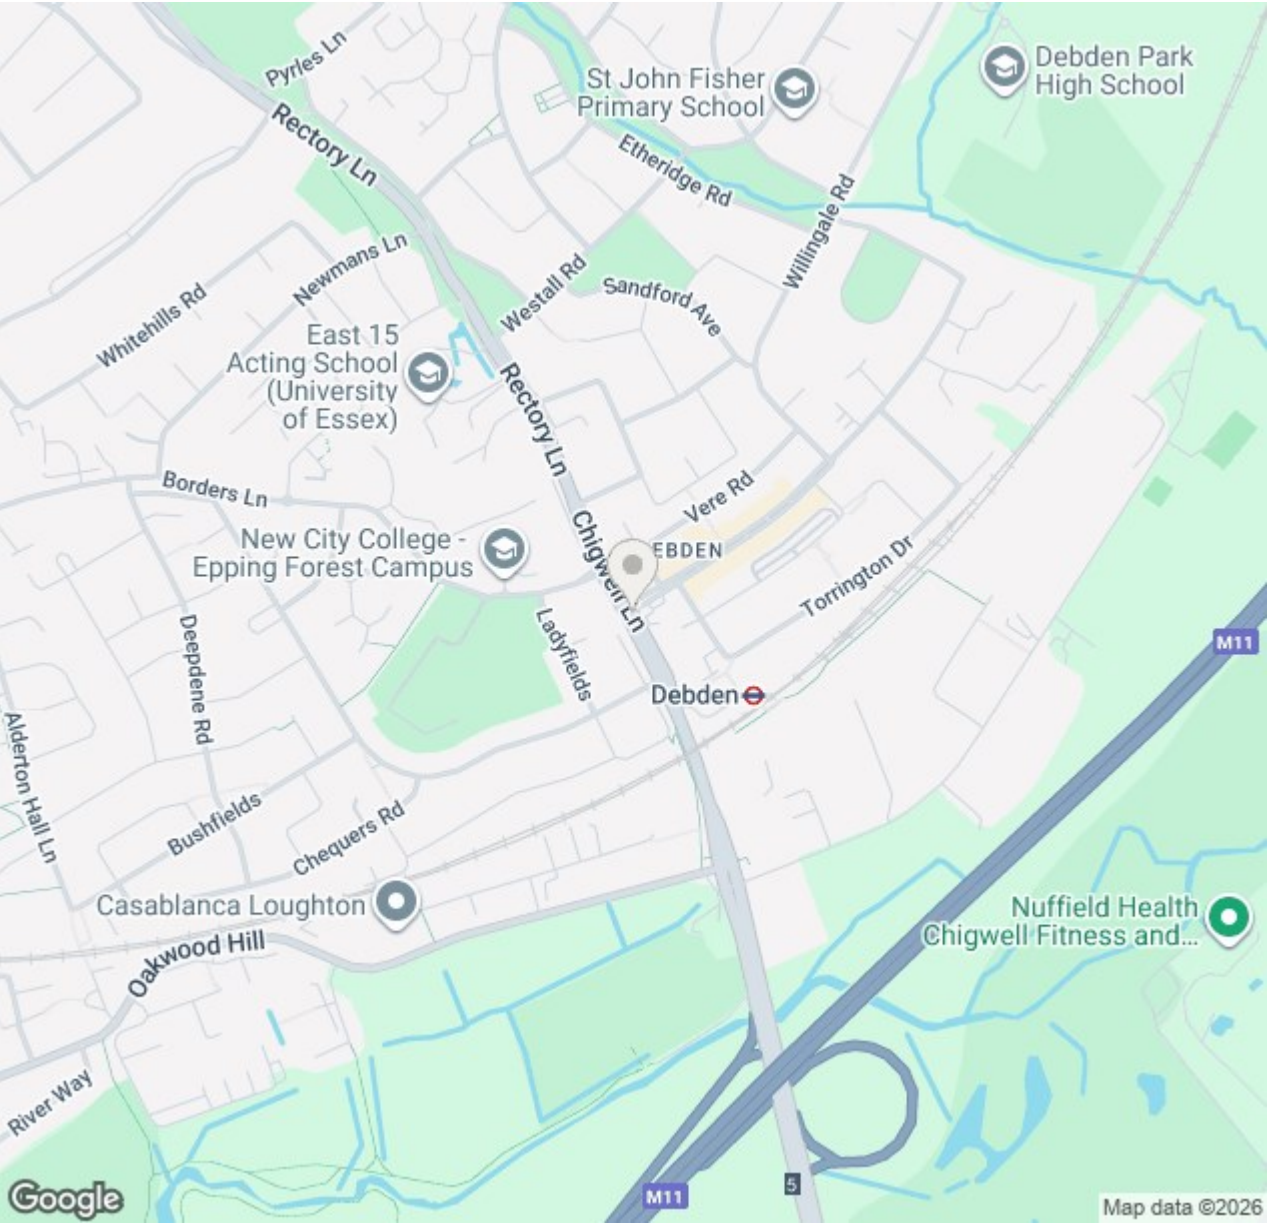 Pyrles Ln
Rectory Ln
St John Fisher
Primary School
Debden Park
High School
Etheridge Rd
Willingale Rd
Newmans Ln
Whitehills Rd
Westall Rd
Sandford Ave
East 15
Acting School
(University
of Essex)
Rectory Ln
Borders Ln
Vere Rd
New City College -
Epping Forest Campus
Chigwell Ln
EBDEN
Torrington Dr
Ladyfields
Deepdene Rd
M11
Debden
Alderton Hall Ln
Bushfields
Chequers Rd
Casablanca Loughton
Nuffield Health
Chigwell Fitness and...
Oakwood Hill
River Way
5
M11
Google
Map data ©2026